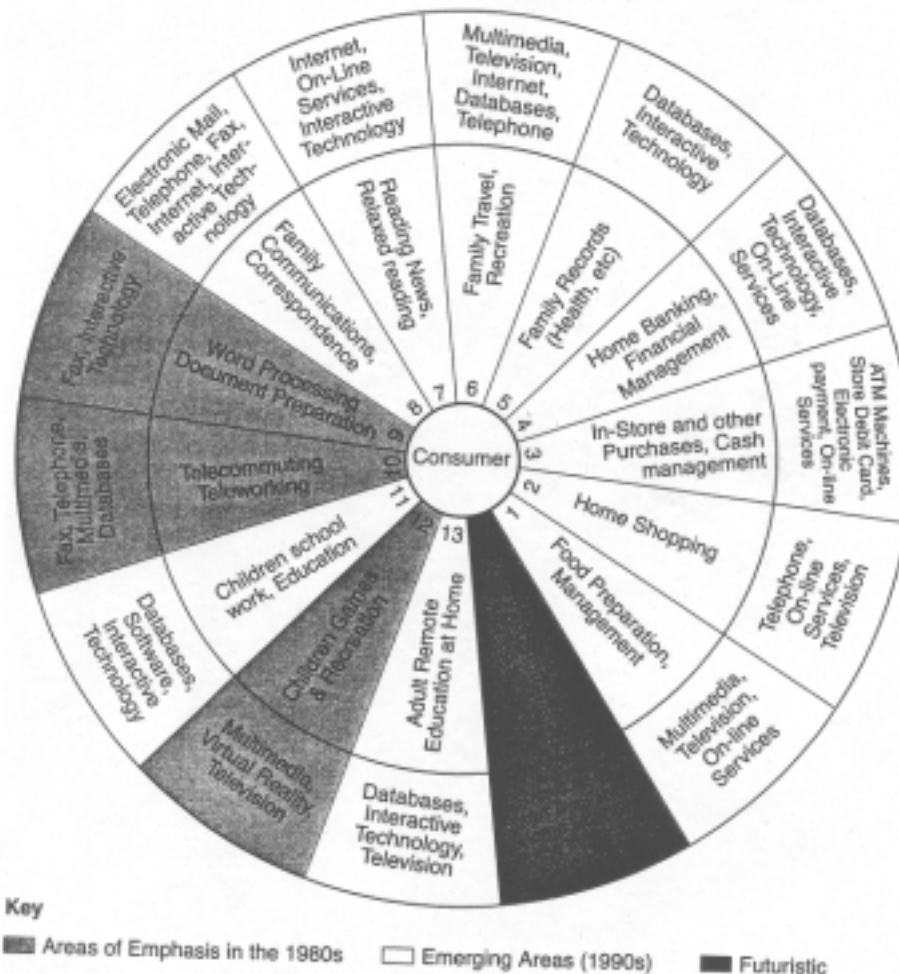 Consumer
1
Food Preparation,
Management
Multimedia,
Television,
On-line
Services
2
Home Shopping
Telephone,
On-line
Services,
Television
3
In-Store and other
Purchases, Cash
management
ATM Machines,
Store Debit Card,
Electronic
payment, On-line
Services
4
Home Banking,
Financial
Management
Databases,
Interactive
Technology,
On-Line
Services
5
Family Records
(Health, etc)
Databases,
Interactive
Technology
6
Family Travel,
Recreation
Multimedia,
Television,
Internet,
Databases,
Telephone
7
Reading News,
Relaxed reading
Internet,
On-Line
Services,
Interactive
Technology
8
Family
Communications,
Correspondence
Electronic Mail,
Telephone, Fax,
Internet, Inter-
active Tech-
nology
9
Word Processing
Document Preparation
Fax, Interactive
Technology
10
Telecommuting
Teleworking
Fax, Telephone,
Multimedia,
Databases
11
Children school
work, Education
Databases,
Software,
Interactive
Technology
12
Children Games
& Recreation
Multimedia,
Virtual Reality,
Television
13
Adult Remote
Education at Home
Databases,
Interactive
Technology,
Television
Key
Areas of Emphasis in the 1980s
Emerging Areas (1990s)
Futuristic